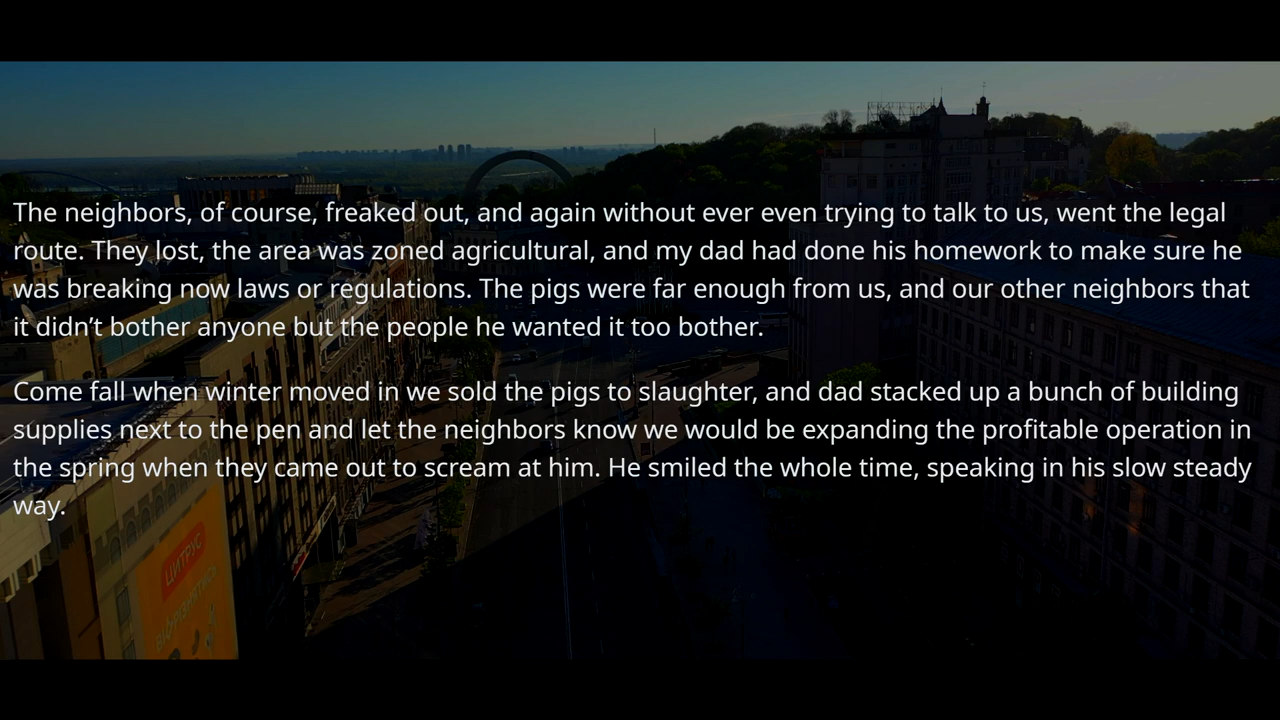 The neighbors, of course, freaked out, and again without ever even trying to talk to us, went the legal
route. They lost, the area was zoned agricultural, and my dad had done his homework to make sure he
was breaking now laws or regulations. The pigs were far enough from us, and our other neighbors that
it didn’t bother anyone but the people he wanted it too bother.
Come fall when winter moved in we sold the pigs to slaughter, and dad stacked up a bunch of building
supplies next to the pen and let the neighbors know we would be expanding the profitable operation in
the spring when they came out to scream at him. He smiled the whole time, speaking in his slow steady
way.
ЦИТРУС